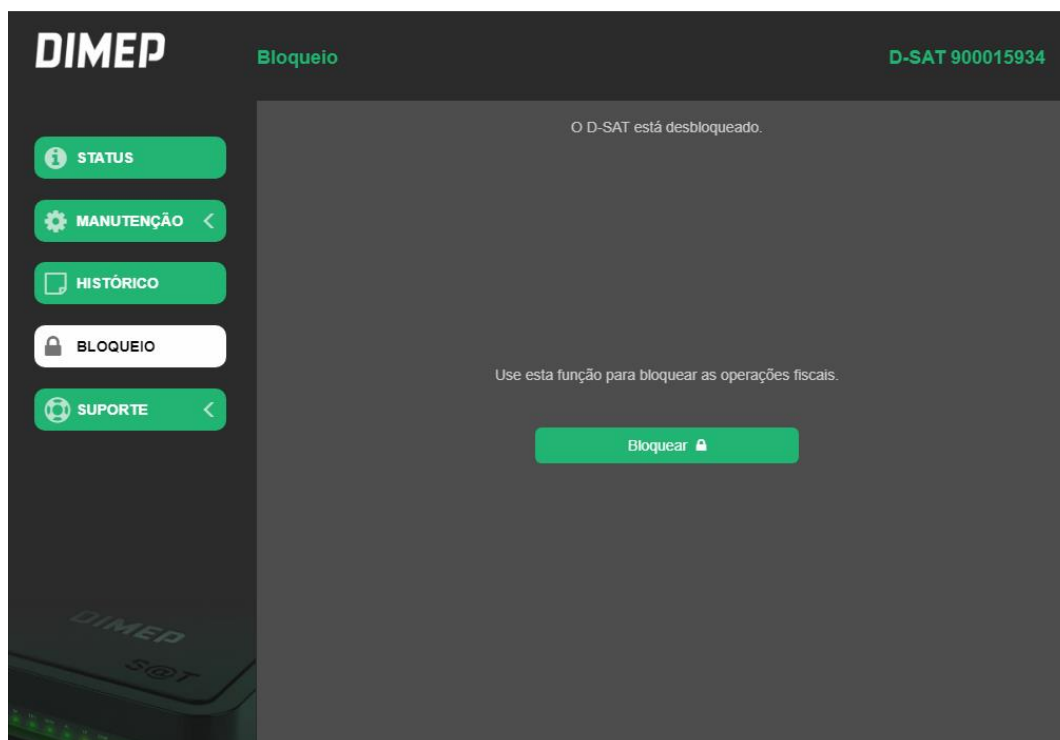 DIMEP
Bloqueio
D-SAT 900015934
O D-SAT está desbloqueado.
STATUS
MANUTENÇÃO
HISTÓRICO
BLOQUEIO
SUPORTE
Use esta função para bloquear as operações fiscais.
Bloquear
DIMEP
S@T